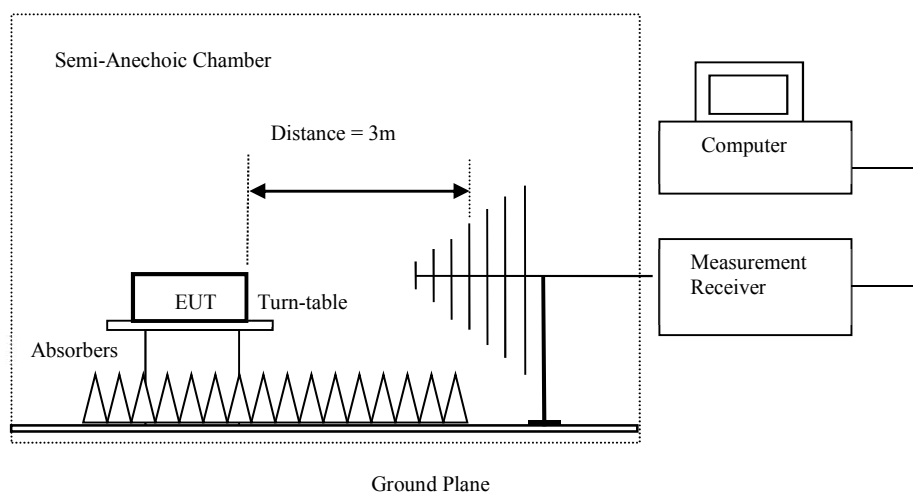 Semi-Anechoic Chamber
Distance = 3m
Computer
Measurement
Receiver
EUT
Turn-table
Absorbers
Ground Plane